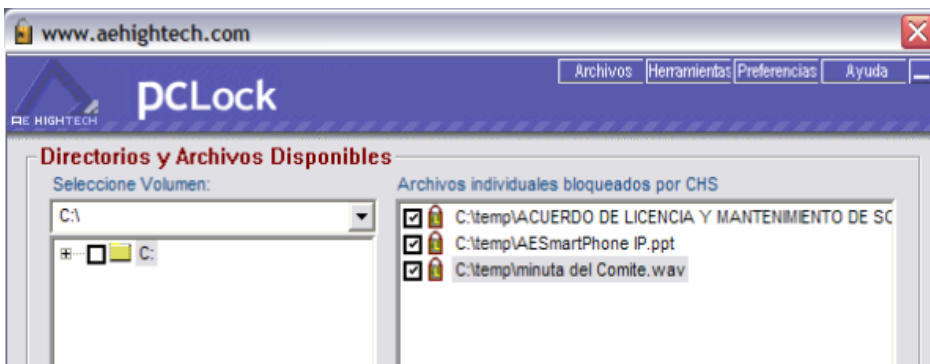 www.aehightech.com
Archivos Herramientas Preferencias Ayuda
AE HIGHTECH
pcLock
Directorios y Archivos Disponibles
Seleccione Volumen:
C:\
C:
Archivos individuales bloqueados por CHS
C:\temp\ACUERDO DE LICENCIA Y MANTENIMIENTO DE SC
C:\temp\AESmartPhone IP.ppt
C:\temp\minuta del Comite.wav